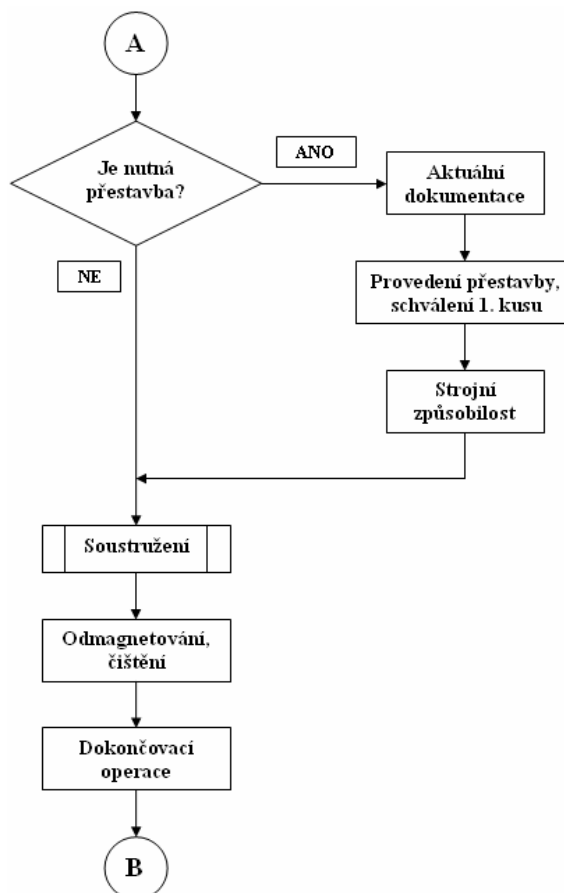 A
Je nutná
přestavba?
ANO
Aktuální
dokumentace
NE
Provedení přestavby,
schválení 1. kusu
Strojní
způsobilost
Soustružení
Odmagnetování,
čištění
Dokončovací
operace
B